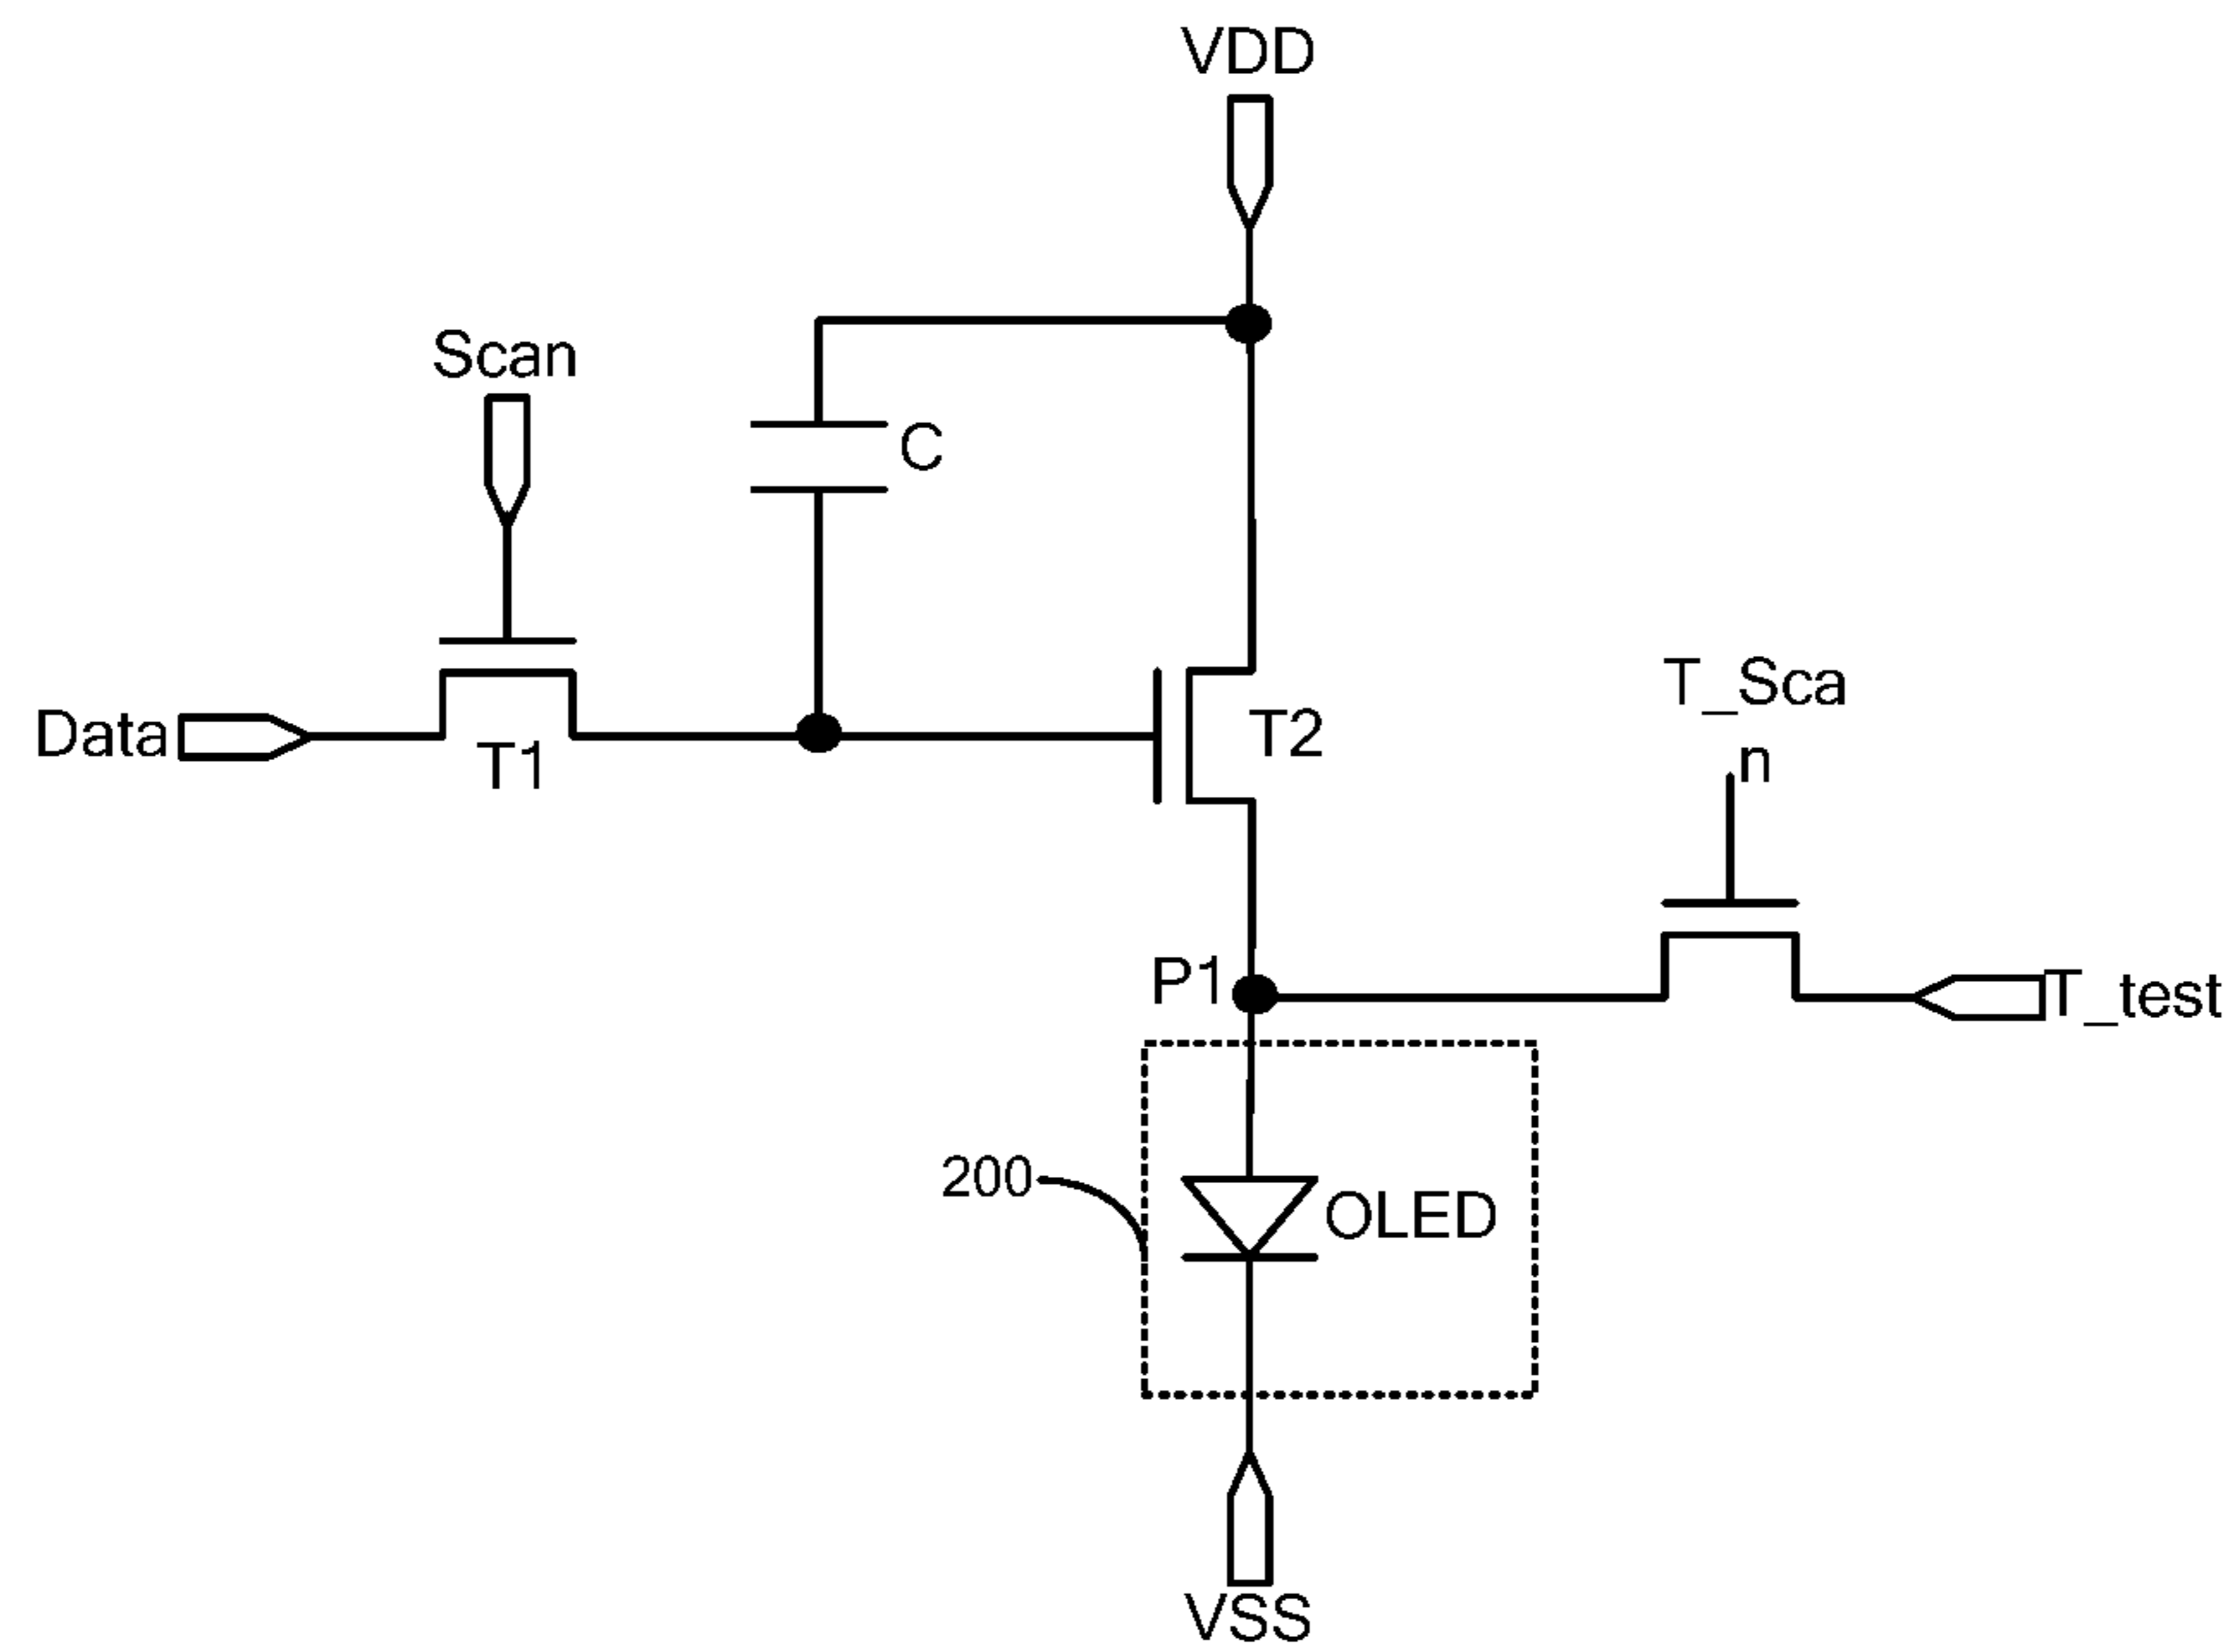 VDD
Scan
C
Data
T1
T2
T_Sca
n
P1
T_test
200
OLED
VSS